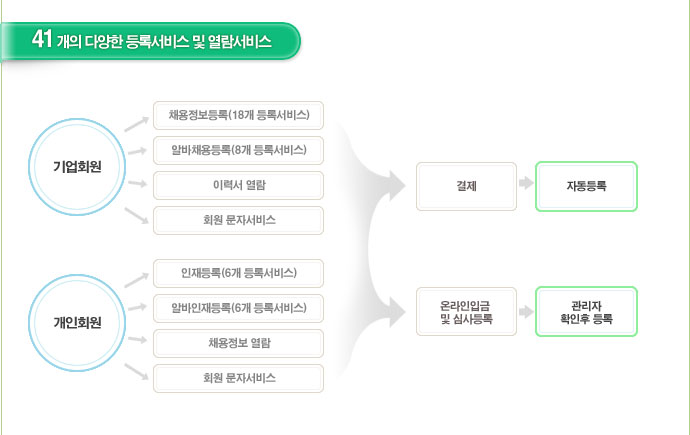 41 개의 다양한 등록서비스 및 열람서비스
기업회원
채용정보등록(18개 등록서비스)
알바채용등록(8개 등록서비스)
이력서 열람
회원 문자서비스
개인회원
인재등록(6개 등록서비스)
알바인재등록(6개 등록서비스)
채용정보 열람
회원 문자서비스
결제
자동등록
온라인입금
및 심사등록
관리자
확인후 등록